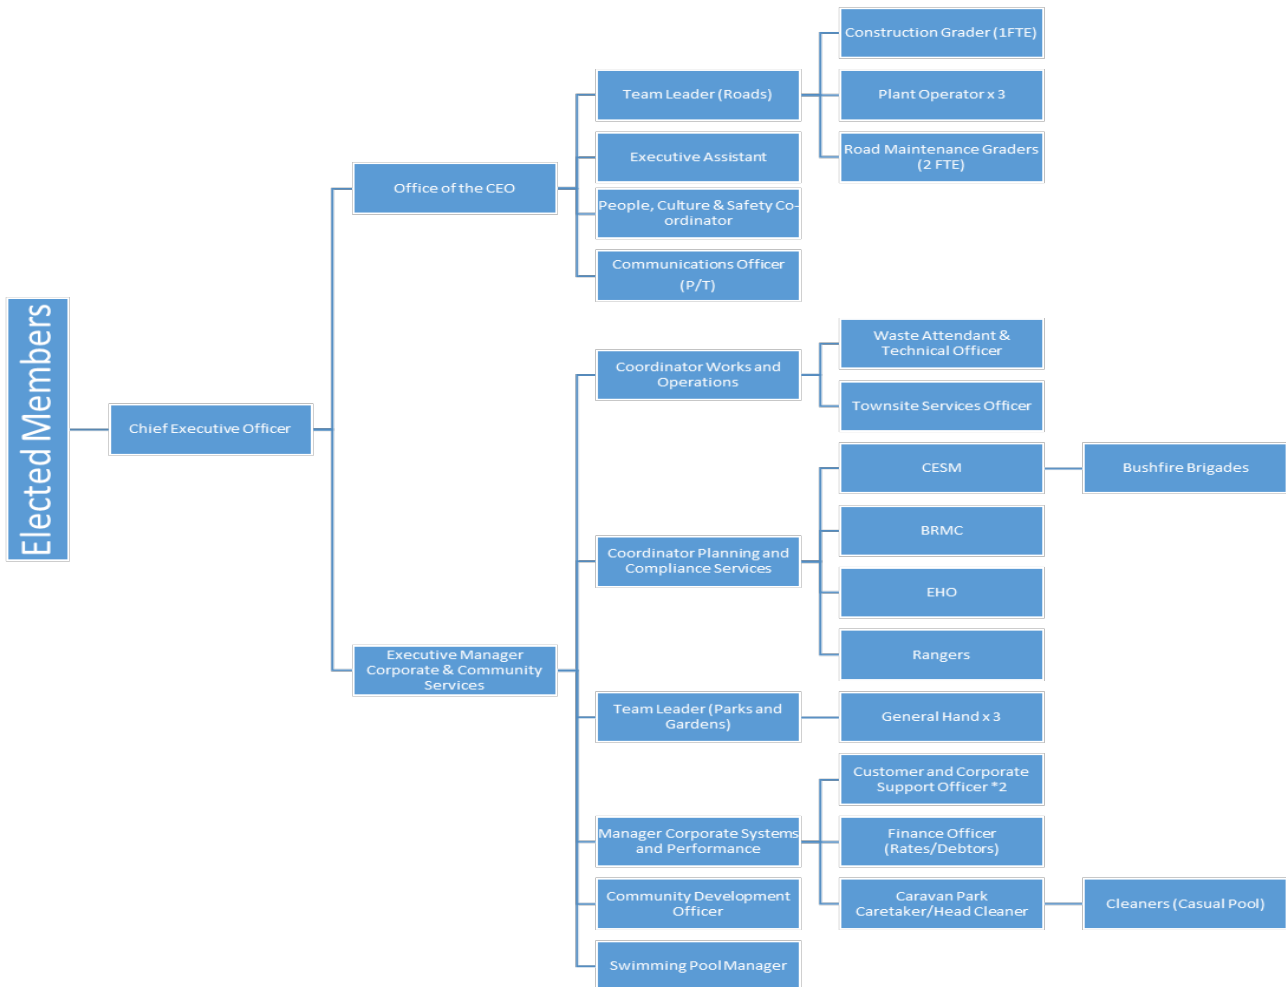 Elected Members
Chief Executive Officer
Office of the CEO
Team Leader (Roads)
Construction Grader (1FTE)
Plant Operator x 3
Road Maintenance Graders
(2 FTE)
Executive Assistant
People, Culture & Safety Co-
ordinator
Communications Officer
(P/T)
Executive Manager
Corporate & Community
Services
Coordinator Works and
Operations
Waste Attendant &
Technical Officer
Townsite Services Officer
Coordinator Planning and
Compliance Services
CESM
Bushfire Brigades
BRMC
EHO
Rangers
Team Leader (Parks and
Gardens)
General Hand x 3
Manager Corporate Systems
and Performance
Customer and Corporate
Support Officer *2
Finance Officer
(Rates/Debtors)
Caravan Park
Caretaker/Head Cleaner
Cleaners (Casual Pool)
Community Development
Officer
Swimming Pool Manager